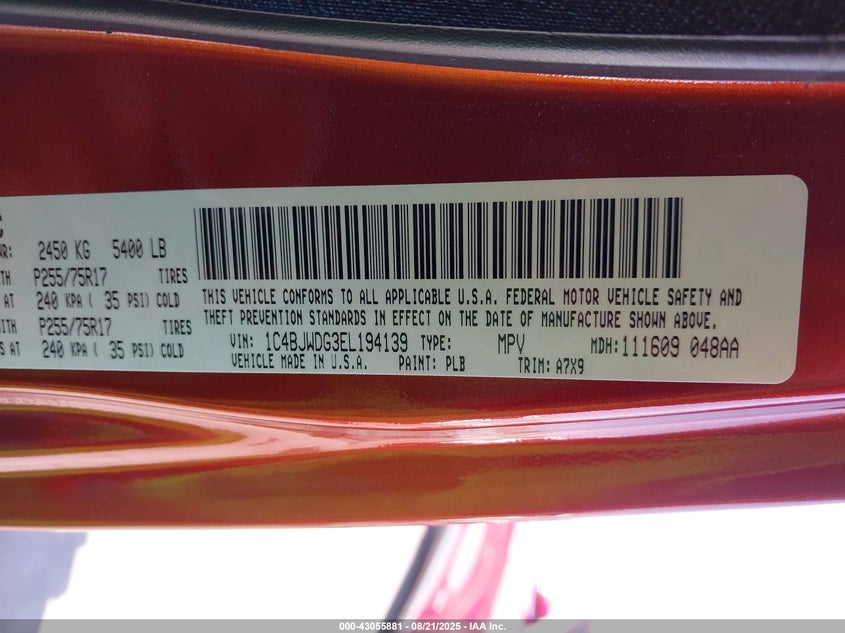 2450 KG 5400 LB
P255/75R17 TIRES
AT 240 KPA ( 35 PSI) COLD
P255/75R17 TIRES
AT 240 KPA ( 35 PSI) COLD
THIS VEHICLE CONFORMS TO ALL APPLICABLE U.S.A. FEDERAL MOTOR VEHICLE SAFETY AND
THEFT PREVENTION STANDARDS IN EFFECT ON THE DATE OF MANUFACTURE SHOWN ABOVE.
VIN: 1C4BJWDG3EL194139 TYPE: MPV MDH: 111609 048AA
VEHICLE MADE IN U.S.A. PAINT: PLB TRIM: A7X9
000-43055881 - 08/21/2025 - IAA Inc.